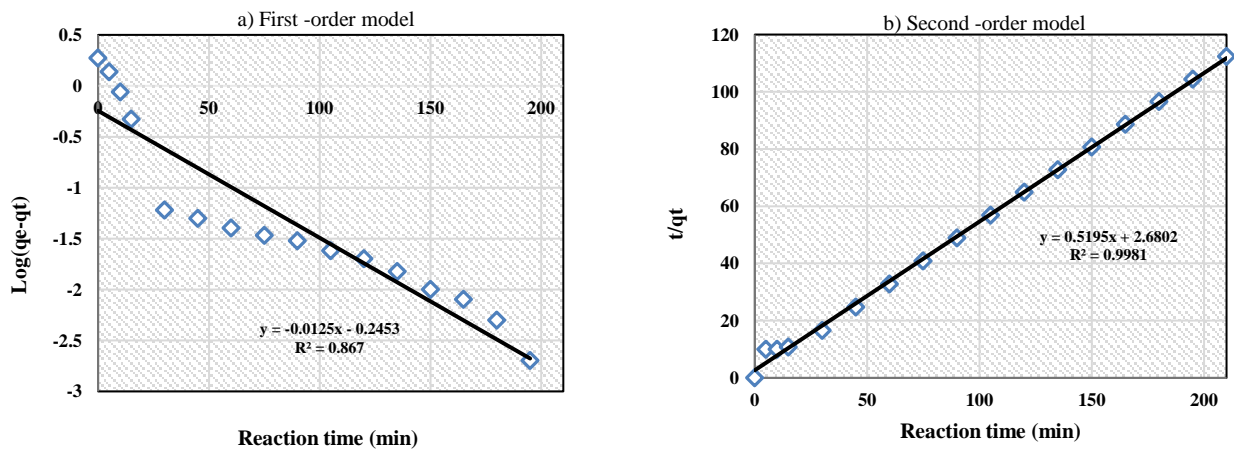 a) First -order model
0.5
0
-0.5
-1
-1.5
-2
-2.5
-3
0
50
100
150
200
Log(qe-qt)
y = -0.0125x - 0.2453
R² = 0.867
Reaction time (min)
b) Second -order model
120
100
80
60
40
20
0
t/qt
y = 0.5195x + 2.6802
R² = 0.9981
0
50
100
150
200
Reaction time (min)